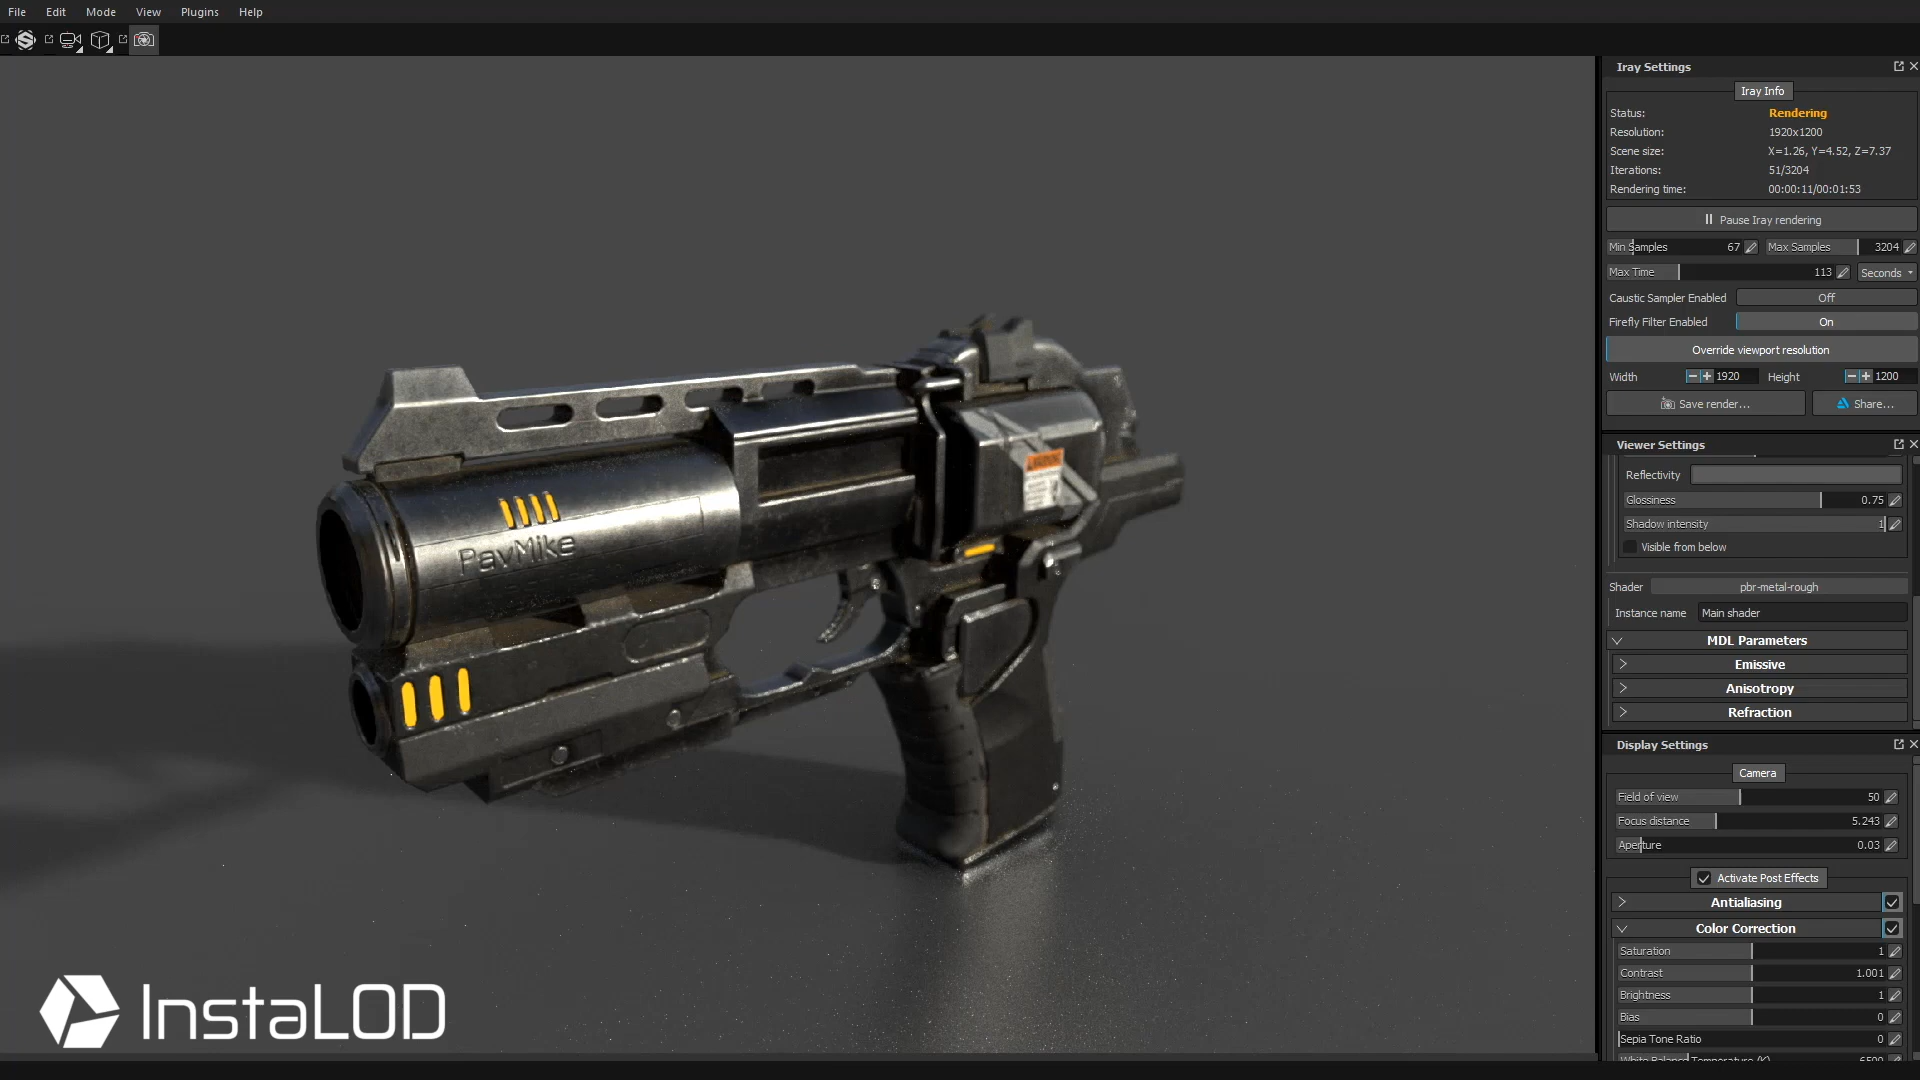 File Edit Mode View Plugins Help
Iray Settings
Iray Info
Status: Rendering
Resolution: 1920x1200
Scene size: X=1.26, Y=4.52, Z=7.37
Iterations: 51/3204
Rendering time: 00:00:11/00:01:53
Pause Iray rendering
Min Samples 67 Max Samples 3204
Max Time 113 Seconds
Caustic Sampler Enabled Off
Firefly Filter Enabled On
Override viewport resolution
Width 1920 Height 1200
Save render... Share...
Viewer Settings
Reflectivity
Glossiness 0.75
Shadow intensity 1
Visible from below
Shader pbr-metal-rough
Instance name Main shader
MDL Parameters
Emissive
Anisotropy
Refraction
Display Settings
Camera
Field of view 50
Focus distance 5.243
Aperture 0.03
Activate Post Effects
Antialiasing
Color Correction
Saturation 1
Contrast 1.001
Brightness 1
Bias 0
Sepia Tone Ratio 0
White Balance Temperature (K) 6500
PavMike
InstaLOD